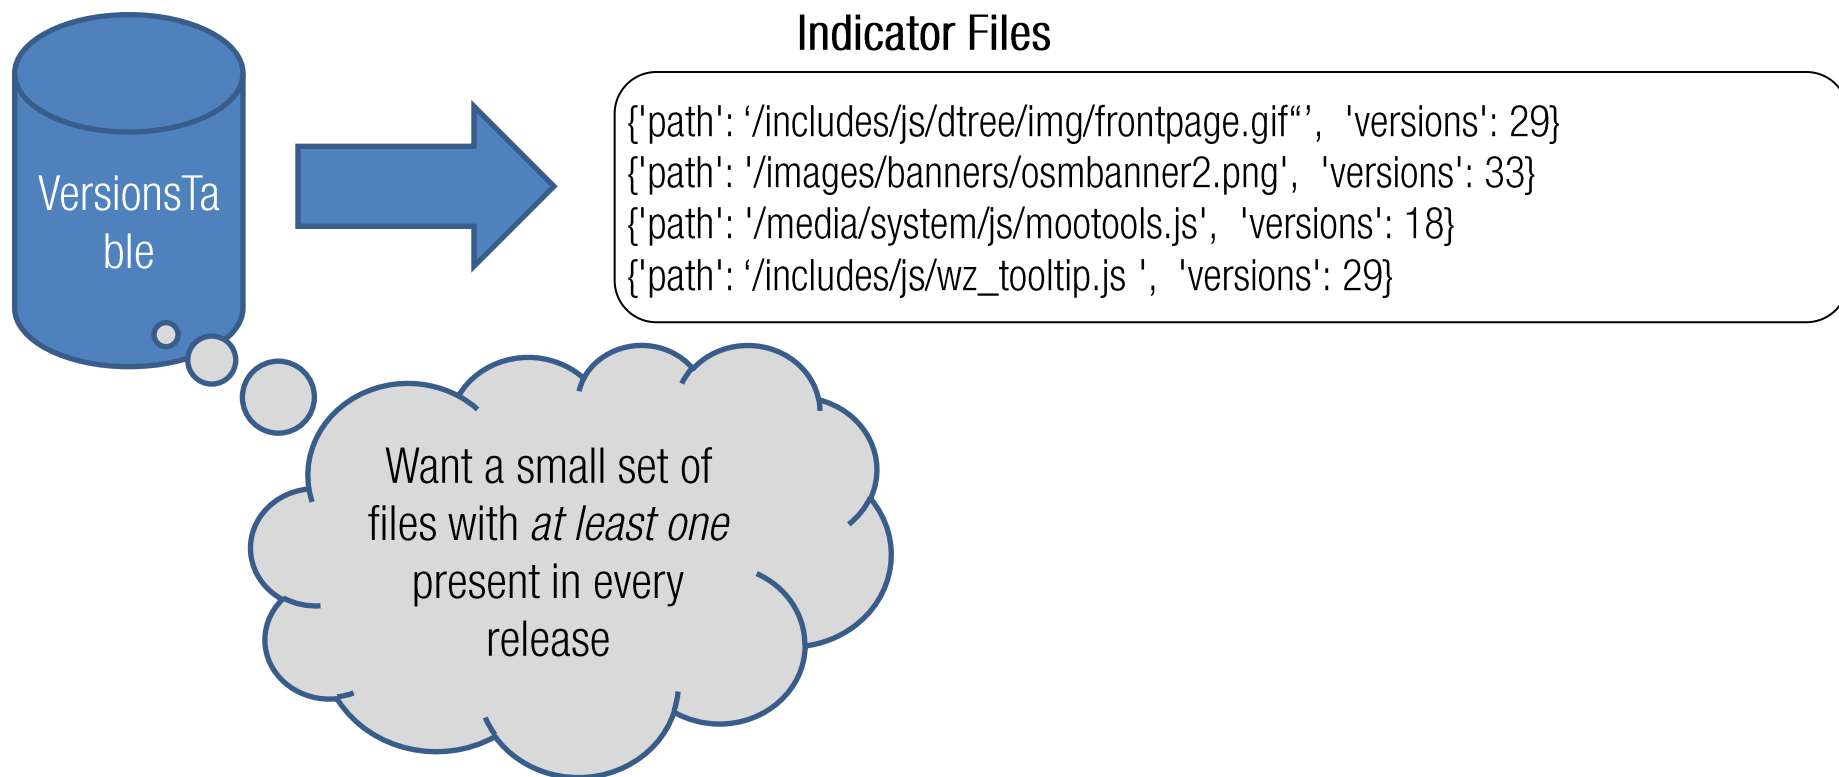 Indicator Files
VersionsTa
ble
{'path': ‘/includes/js/dtree/img/frontpage.gif“’, 'versions': 29}
{'path': '/images/banners/osmbanner2.png', 'versions': 33}
{'path': '/media/system/js/mootools.js', 'versions': 18}
{'path': ‘/includes/js/wz_tooltip.js ', 'versions': 29}
Want a small set of
files with at least one
present in every
release